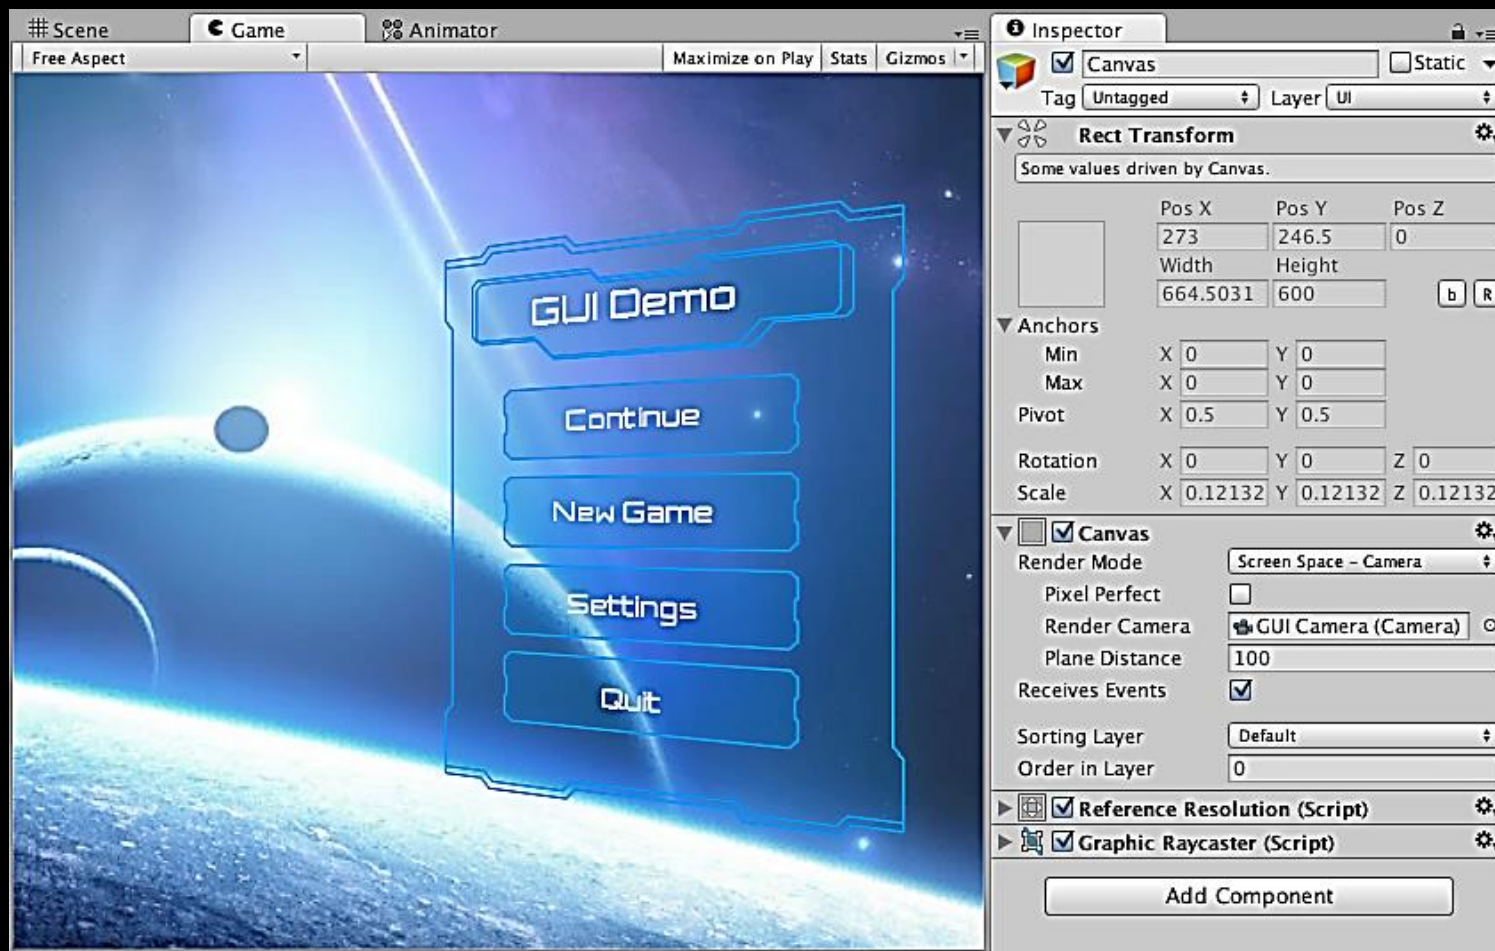 Scene Game Animator
Free Aspect Maximize on Play Stats Gizmos
GUI Demo
Continue
New Game
Settings
Quit
Inspector
Canvas Static
Tag Untagged Layer UI
Rect Transform
Some values driven by Canvas.
Pos X Pos Y Pos Z
273 246.5 0
Width Height
664.5031 600 b R
Anchors
Min X 0 Y 0
Max X 0 Y 0
Pivot X 0.5 Y 0.5
Rotation X 0 Y 0 Z 0
Scale X 0.12132 Y 0.12132 Z 0.12132
Canvas
Render Mode Screen Space - Camera
Pixel Perfect
Render Camera GUI Camera (Camera)
Plane Distance 100
Receives Events
Sorting Layer Default
Order in Layer 0
Reference Resolution (Script)
Graphic Raycaster (Script)
Add Component